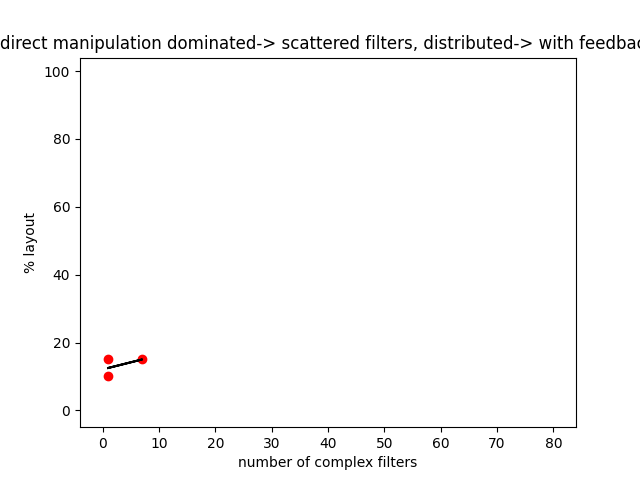 direct manipulation dominated-> scattered filters, distributed-> with
% layout
100
80
60
40
20
0
0 10 20 30 40 50 60 70 80
number of complex filters